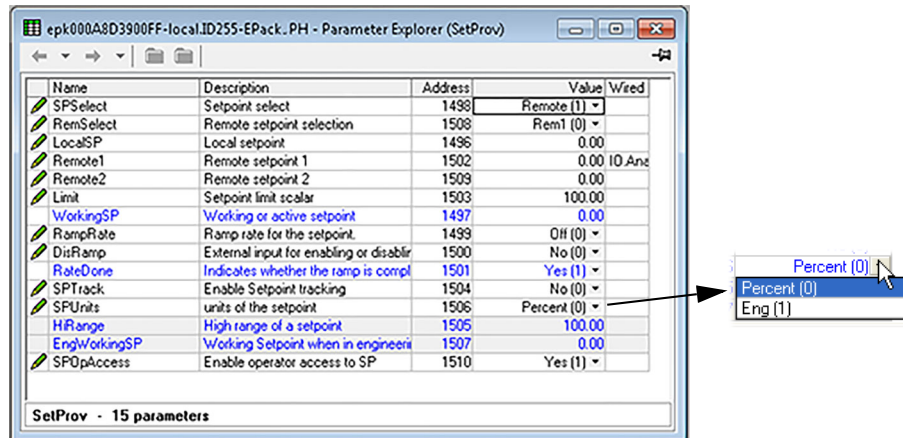 epk000A8D3900FF-local.ID255-EPack_PH - Parameter Explorer (SetProv)
Name Description Address Value Wired
SPSelect Setpoint select 1498 Remote (1)
RemSelect Remote setpoint selection 1508 Rem1 (0)
LocalSP Local setpoint 1496 0.00
Remote1 Remote setpoint 1 1502 0.00 IO.Ana
Remote2 Remote setpoint 2 1509 0.00
Limit Setpoint limit scalar 1503 100.00
WorkingSP Working or active setpoint 1497 0.00
RampRate Ramp rate for the setpoint. 1499 Off (0)
DisRamp External input for enabling or disablir 1500 No (0)
RateDone Indicates whether the ramp is compl 1501 Yes (1)
SPTrack Enable Setpoint tracking 1504 No (0)
SPUnits units of the setpoint 1506 Percent (0)
HiRange High range of a setpoint 1505 100.00
EngWorkingSP Working Setpoint when in engineeri 1507 0.00
SPOpAccess Enable operator access to SP 1510 Yes (1)
SetProv - 15 parameters
Percent (0)
Percent (0)
Eng (1)